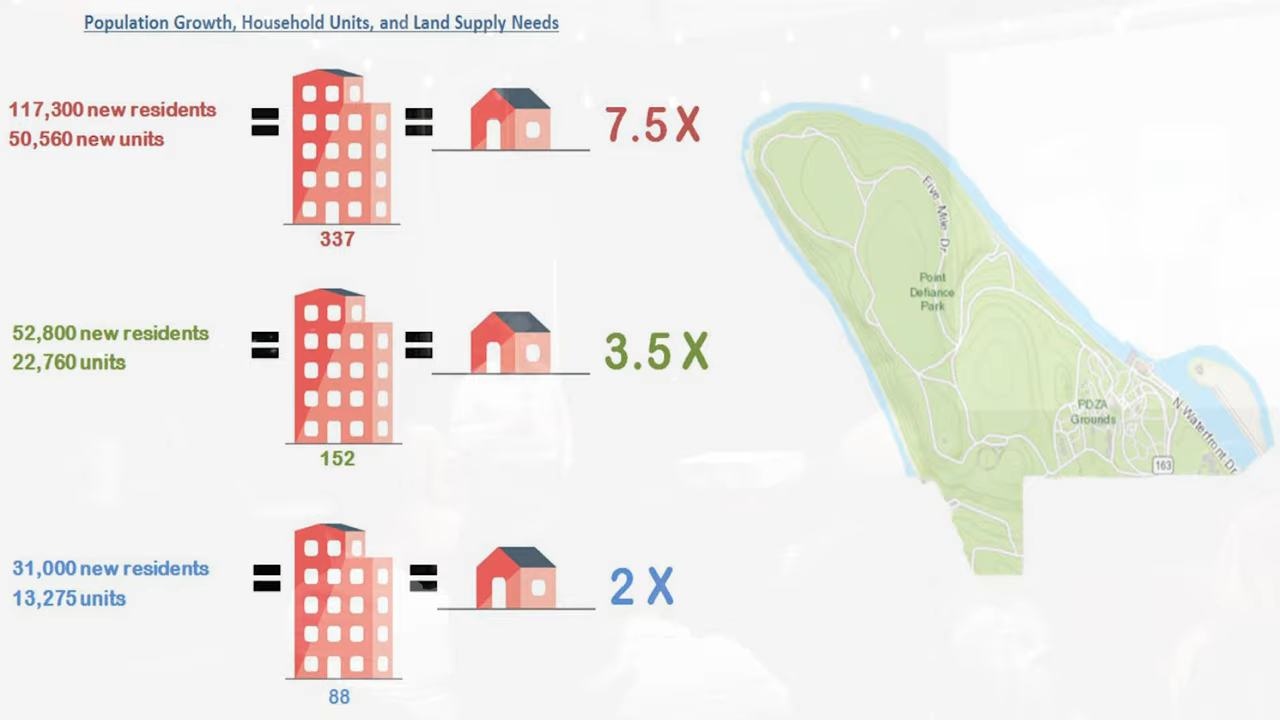 Population Growth, Household Units, and Land Supply Needs
117,300 new residents
50,560 new units
337
7.5 X
52,800 new residents
22,760 units
152
3.5 X
31,000 new residents
13,275 units
88
2 X
Five Mile Dr
Point
Defiance
Park
PDZA
Grounds
N Waterfront Dr
163